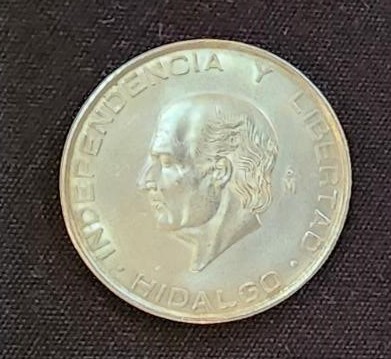 INDEPENDENCIA Y LIBERTAD
· HIDALGO ·
M